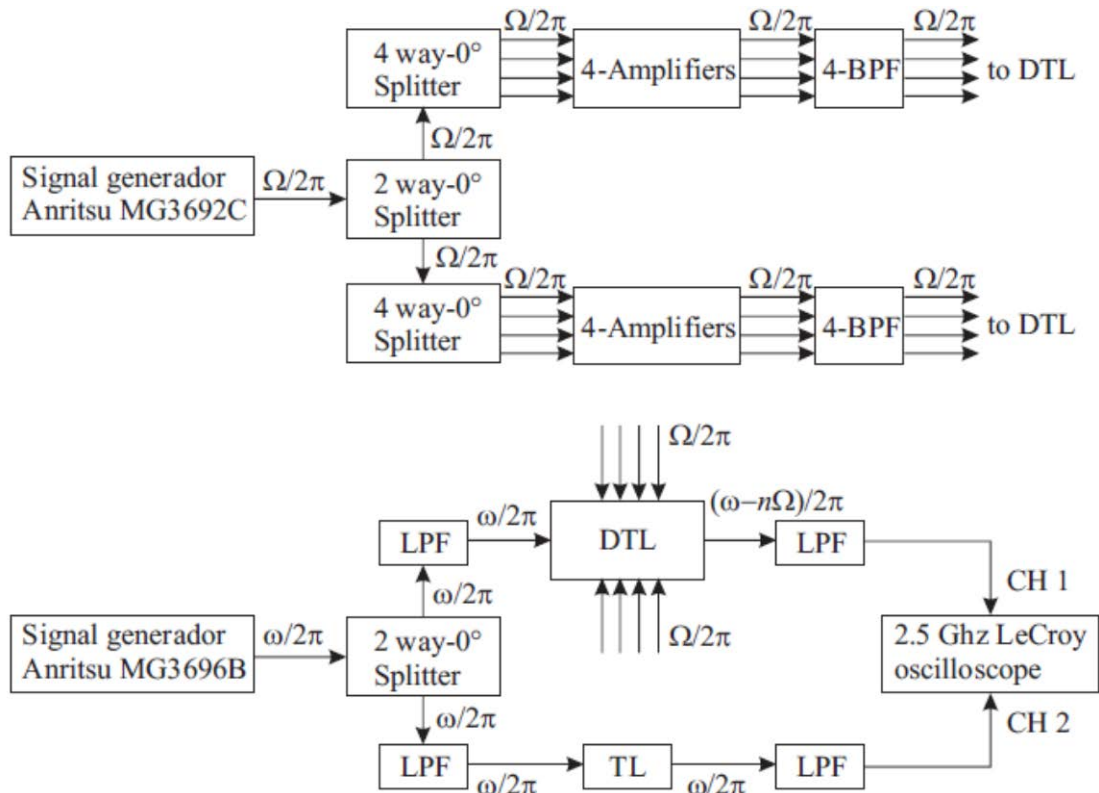 Ω/2π
Ω/2π
Ω/2π
4 way-0°
Splitter
4-Amplifiers
4-BPF
to DTL
Ω/2π
Signal generador
Anritsu MG3692C
Ω/2π
2 way-0°
Splitter
Ω/2π
Ω/2π
Ω/2π
Ω/2π
4 way-0°
Splitter
4-Amplifiers
4-BPF
to DTL
Ω/2π
ω/2π
(ω−nΩ)/2π
LPF
DTL
LPF
CH 1
ω/2π
Signal generador
Anritsu MG3696B
ω/2π
2 way-0°
Splitter
Ω/2π
2.5 Ghz LeCroy
oscilloscope
ω/2π
CH 2
LPF
ω/2π
TL
ω/2π
LPF